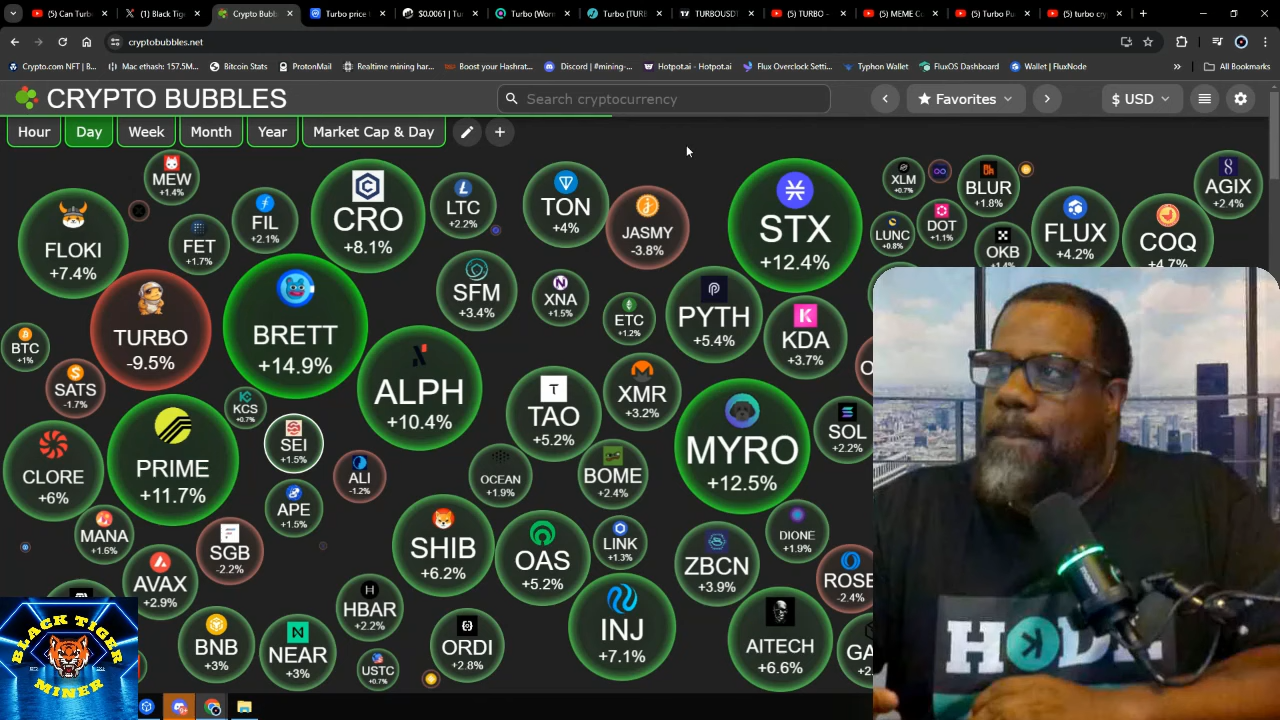 (5) Can Turb
(1) Black Tige
Crypto Bubb
Turbo price t
$0.0061 | Tu
Turbo (Worm
Turbo (TURB
TURBOUSDT
(5) TURBO -
(5) MEME C
(5) Turbo Pu
(5) turbo cry
cryptobubbles.net
Crypto.com NFT | B...
Mac ethash: 157.5M...
Bitcoin Stats
ProtonMail
Realtime mining har...
Boost your Hashrat...
Discord | #mining-...
Hotpot.ai - Hotpot.ai
Flux Overclock Setti...
Typhon Wallet
FluxOS Dashboard
Wallet | FluxNode
»
All Bookmarks
CRYPTO BUBBLES
Search cryptocurrency
Favorites
$ USD
Hour
Day
Week
Month
Year
Market Cap & Day
MEW
+1.4%
FLOKI
+7.4%
FET
+1.7%
FIL
+2.1%
CRO
+8.1%
LTC
+2.2%
TON
+4%
JASMY
-3.8%
STX
+12.4%
XLM
+0.7%
BLUR
+1.8%
LUNC
+0.8%
DOT
+1.1%
OKB
+1.4%
FLUX
+4.2%
COQ
+4.7%
AGIX
+2.4%
BTC
+1%
TURBO
-9.5%
BRETT
+14.9%
SFM
+3.4%
XNA
+1.5%
ETC
+1.2%
PYTH
+5.4%
KDA
+3.7%
SATS
-1.7%
KCS
+0.7%
ALPH
+10.4%
TAO
+5.2%
XMR
+3.2%
MYRO
+12.5%
SOL
+2.2%
CLORE
+6%
PRIME
+11.7%
SEI
+1.5%
ALI
-1.2%
OCEAN
+1.9%
BOME
+2.4%
APE
+1.5%
MANA
+1.6%
SGB
-2.2%
SHIB
+6.2%
OAS
+5.2%
LINK
+1.3%
ZBCN
+3.9%
DIONE
+1.9%
ROSE
-2.4%
AVAX
+2.9%
BNB
+3%
NEAR
+3%
HBAR
+2.2%
USTC
+0.7%
ORDI
+2.8%
INJ
+7.1%
AITECH
+6.6%
GA
BLACK TIGER
MINER